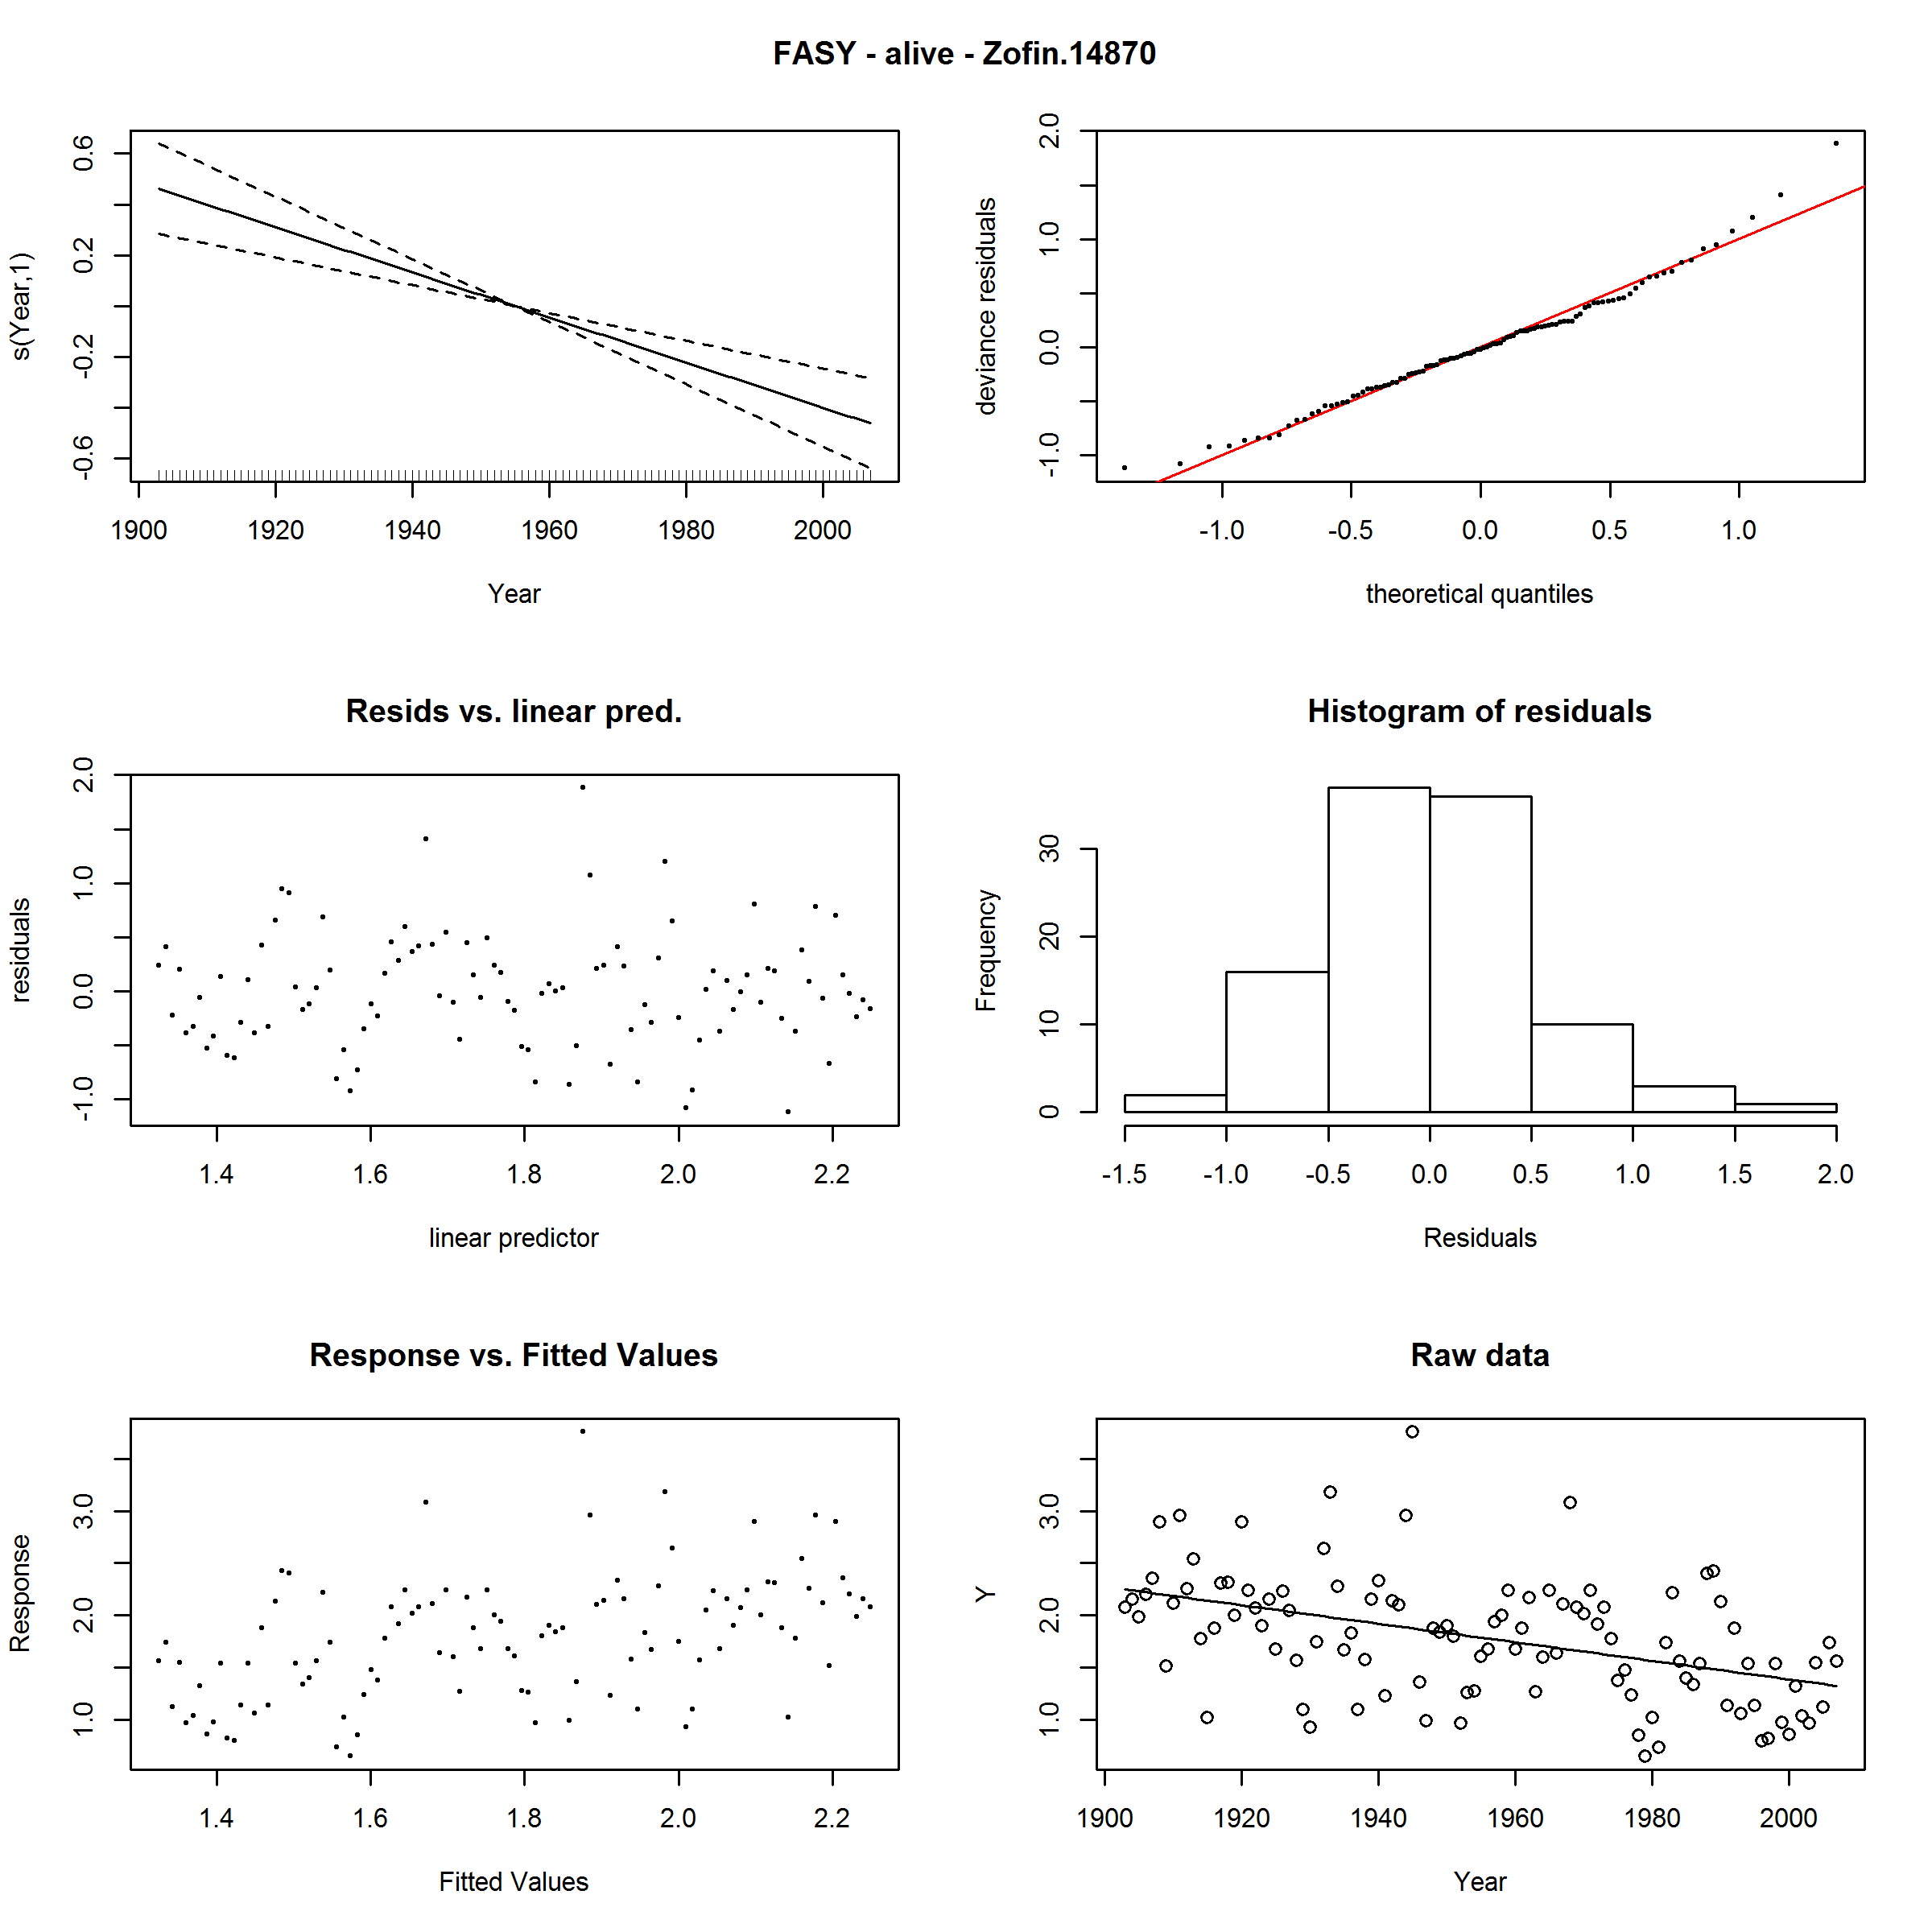 FASY - alive - Zofin.14870
s(Year,1)
0.6
0.2
-0.2
-0.6
1900 1920 1940 1960 1980 2000
Year
deviance residuals
2.0
1.0
0.0
-1.0
-1.0 -0.5 0.0 0.5 1.0
theoretical quantiles
Resids vs. linear pred.
residuals
2.0
1.0
0.0
-1.0
1.4 1.6 1.8 2.0 2.2
linear predictor
Histogram of residuals
Frequency
30
20
10
0
-1.5 -1.0 -0.5 0.0 0.5 1.0 1.5 2.0
Residuals
Response vs. Fitted Values
Response
3.0
2.0
1.0
1.4 1.6 1.8 2.0 2.2
Fitted Values
Raw data
Y
3.0
2.0
1.0
1900 1920 1940 1960 1980 2000
Year